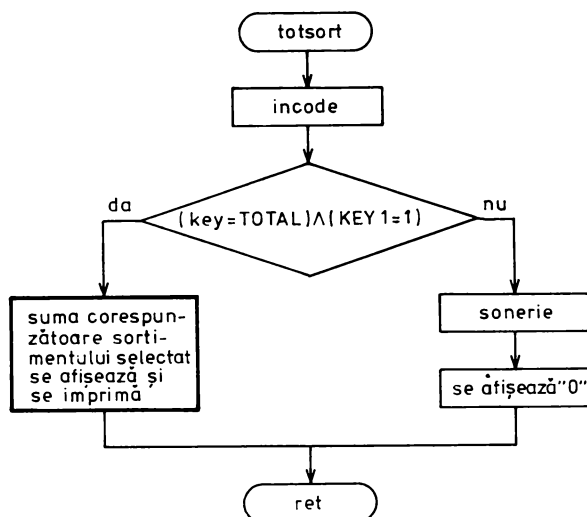 totsort
incode
da
(key=TOTAL)∧(KEY1=1)
nu
suma corespun-
zătoare sorti-
mentului selectat
se afișează și
se imprimă
sonerie
se afișează"0"
ret